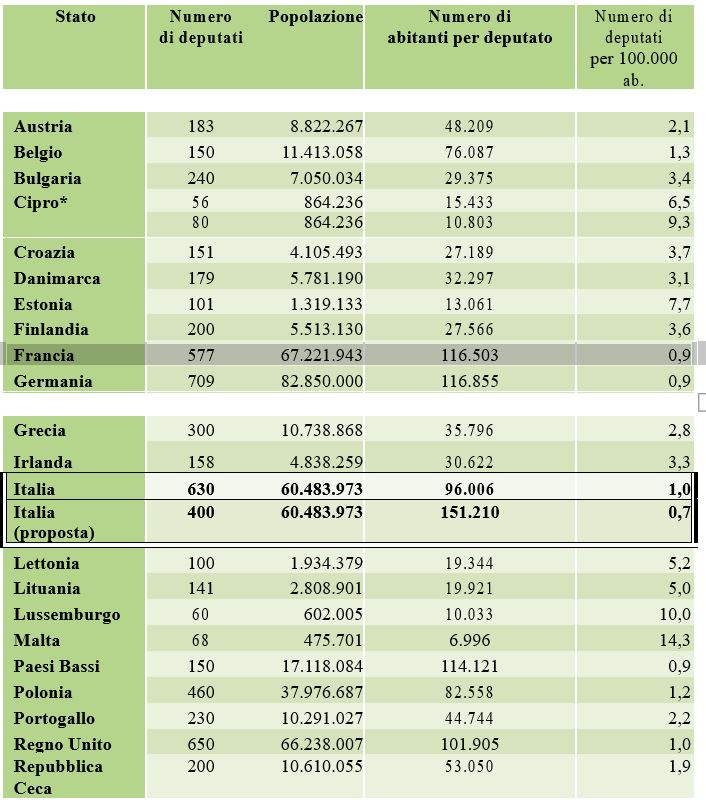 Stato Numero di deputati Popolazione Numero di abitanti per deputato Numero di deputati per 100.000 ab.
Austria 183 8.822.267 48.209 2,1
Belgio 150 11.413.058 76.087 1,3
Bulgaria 240 7.050.034 29.375 3,4
Cipro* 56 864.236 15.433 6,5
80 864.236 10.803 9,3
Croazia 151 4.105.493 27.189 3,7
Danimarca 179 5.781.190 32.297 3,1
Estonia 101 1.319.133 13.061 7,7
Finlandia 200 5.513.130 27.566 3,6
Francia 577 67.221.943 116.503 0,9
Germania 709 82.850.000 116.855 0,9
Grecia 300 10.738.868 35.796 2,8
Irlanda 158 4.838.259 30.622 3,3
Italia 630 60.483.973 96.006 1,0
Italia 400 60.483.973 151.210 0,7
(proposta)
Lettonia 100 1.934.379 19.344 5,2
Lituania 141 2.808.901 19.921 5,0
Lussemburgo 60 602.005 10.033 10,0
Malta 68 475.701 6.996 14,3
Paesi Bassi 150 17.118.084 114.121 0,9
Polonia 460 37.976.687 82.558 1,2
Portogallo 230 10.291.027 44.744 2,2
Regno Unito 650 66.238.007 101.905 1,0
Repubblica 200 10.610.055 53.050 1,9
Ceca